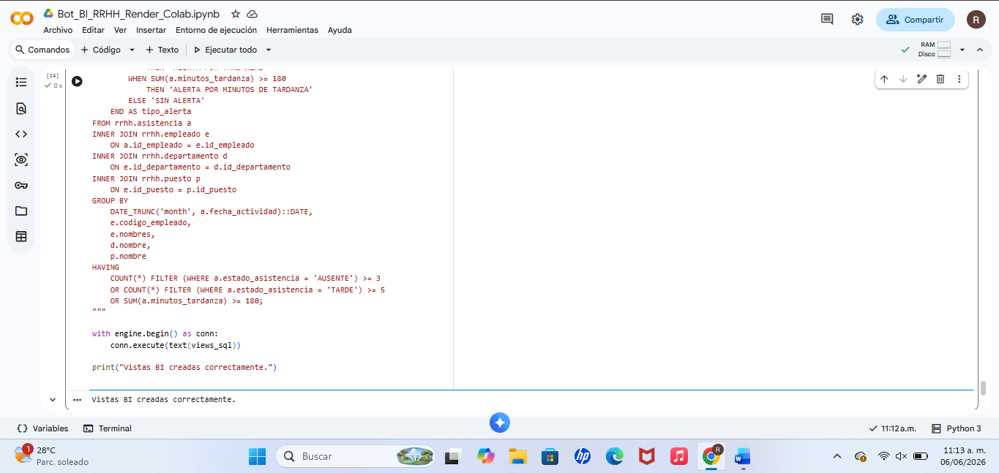 CO Bot_BI_RRHH_Render_Colab.ipynb
Archivo Editar Ver Insertar Entorno de ejecución Herramientas Ayuda
Compartir
R
Comandos + Código + Texto Ejecutar todo
RAM
Disco
[14]
0 s
WHEN SUM(a.minutos_tardanza) >= 180
THEN 'ALERTA POR MINUTOS DE TARDANZA'
ELSE 'SIN ALERTA'
END AS tipo_alerta
FROM rrhh.asistencia a
INNER JOIN rrhh.empleado e
ON a.id_empleado = e.id_empleado
INNER JOIN rrhh.departamento d
ON e.id_departamento = d.id_departamento
INNER JOIN rrhh.puesto p
ON e.id_puesto = p.id_puesto
GROUP BY
DATE_TRUNC('month', a.fecha_actividad)::DATE,
e.codigo_empleado,
e.nombres,
d.nombre,
p.nombre
HAVING
COUNT(*) FILTER (WHERE a.estado_asistencia = 'AUSENTE') >= 3
OR COUNT(*) FILTER (WHERE a.estado_asistencia = 'TARDE') >= 5
OR SUM(a.minutos_tardanza) >= 180;
"""
with engine.begin() as conn:
conn.execute(text(views_sql))
print("Vistas BI creadas correctamente.")
Vistas BI creadas correctamente.
{} Variables Terminal
11:12 a.m. Python 3
1
28°C
Parc. soleado
Buscar
hp
R
W
11:13 a. m.
06/06/2026